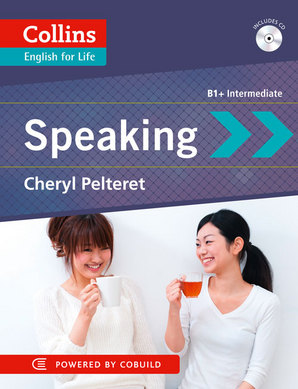 Collins
English for Life
INCLUDES CD
B1+ Intermediate
Speaking
Cheryl Pelteret
POWERED BY COBUILD